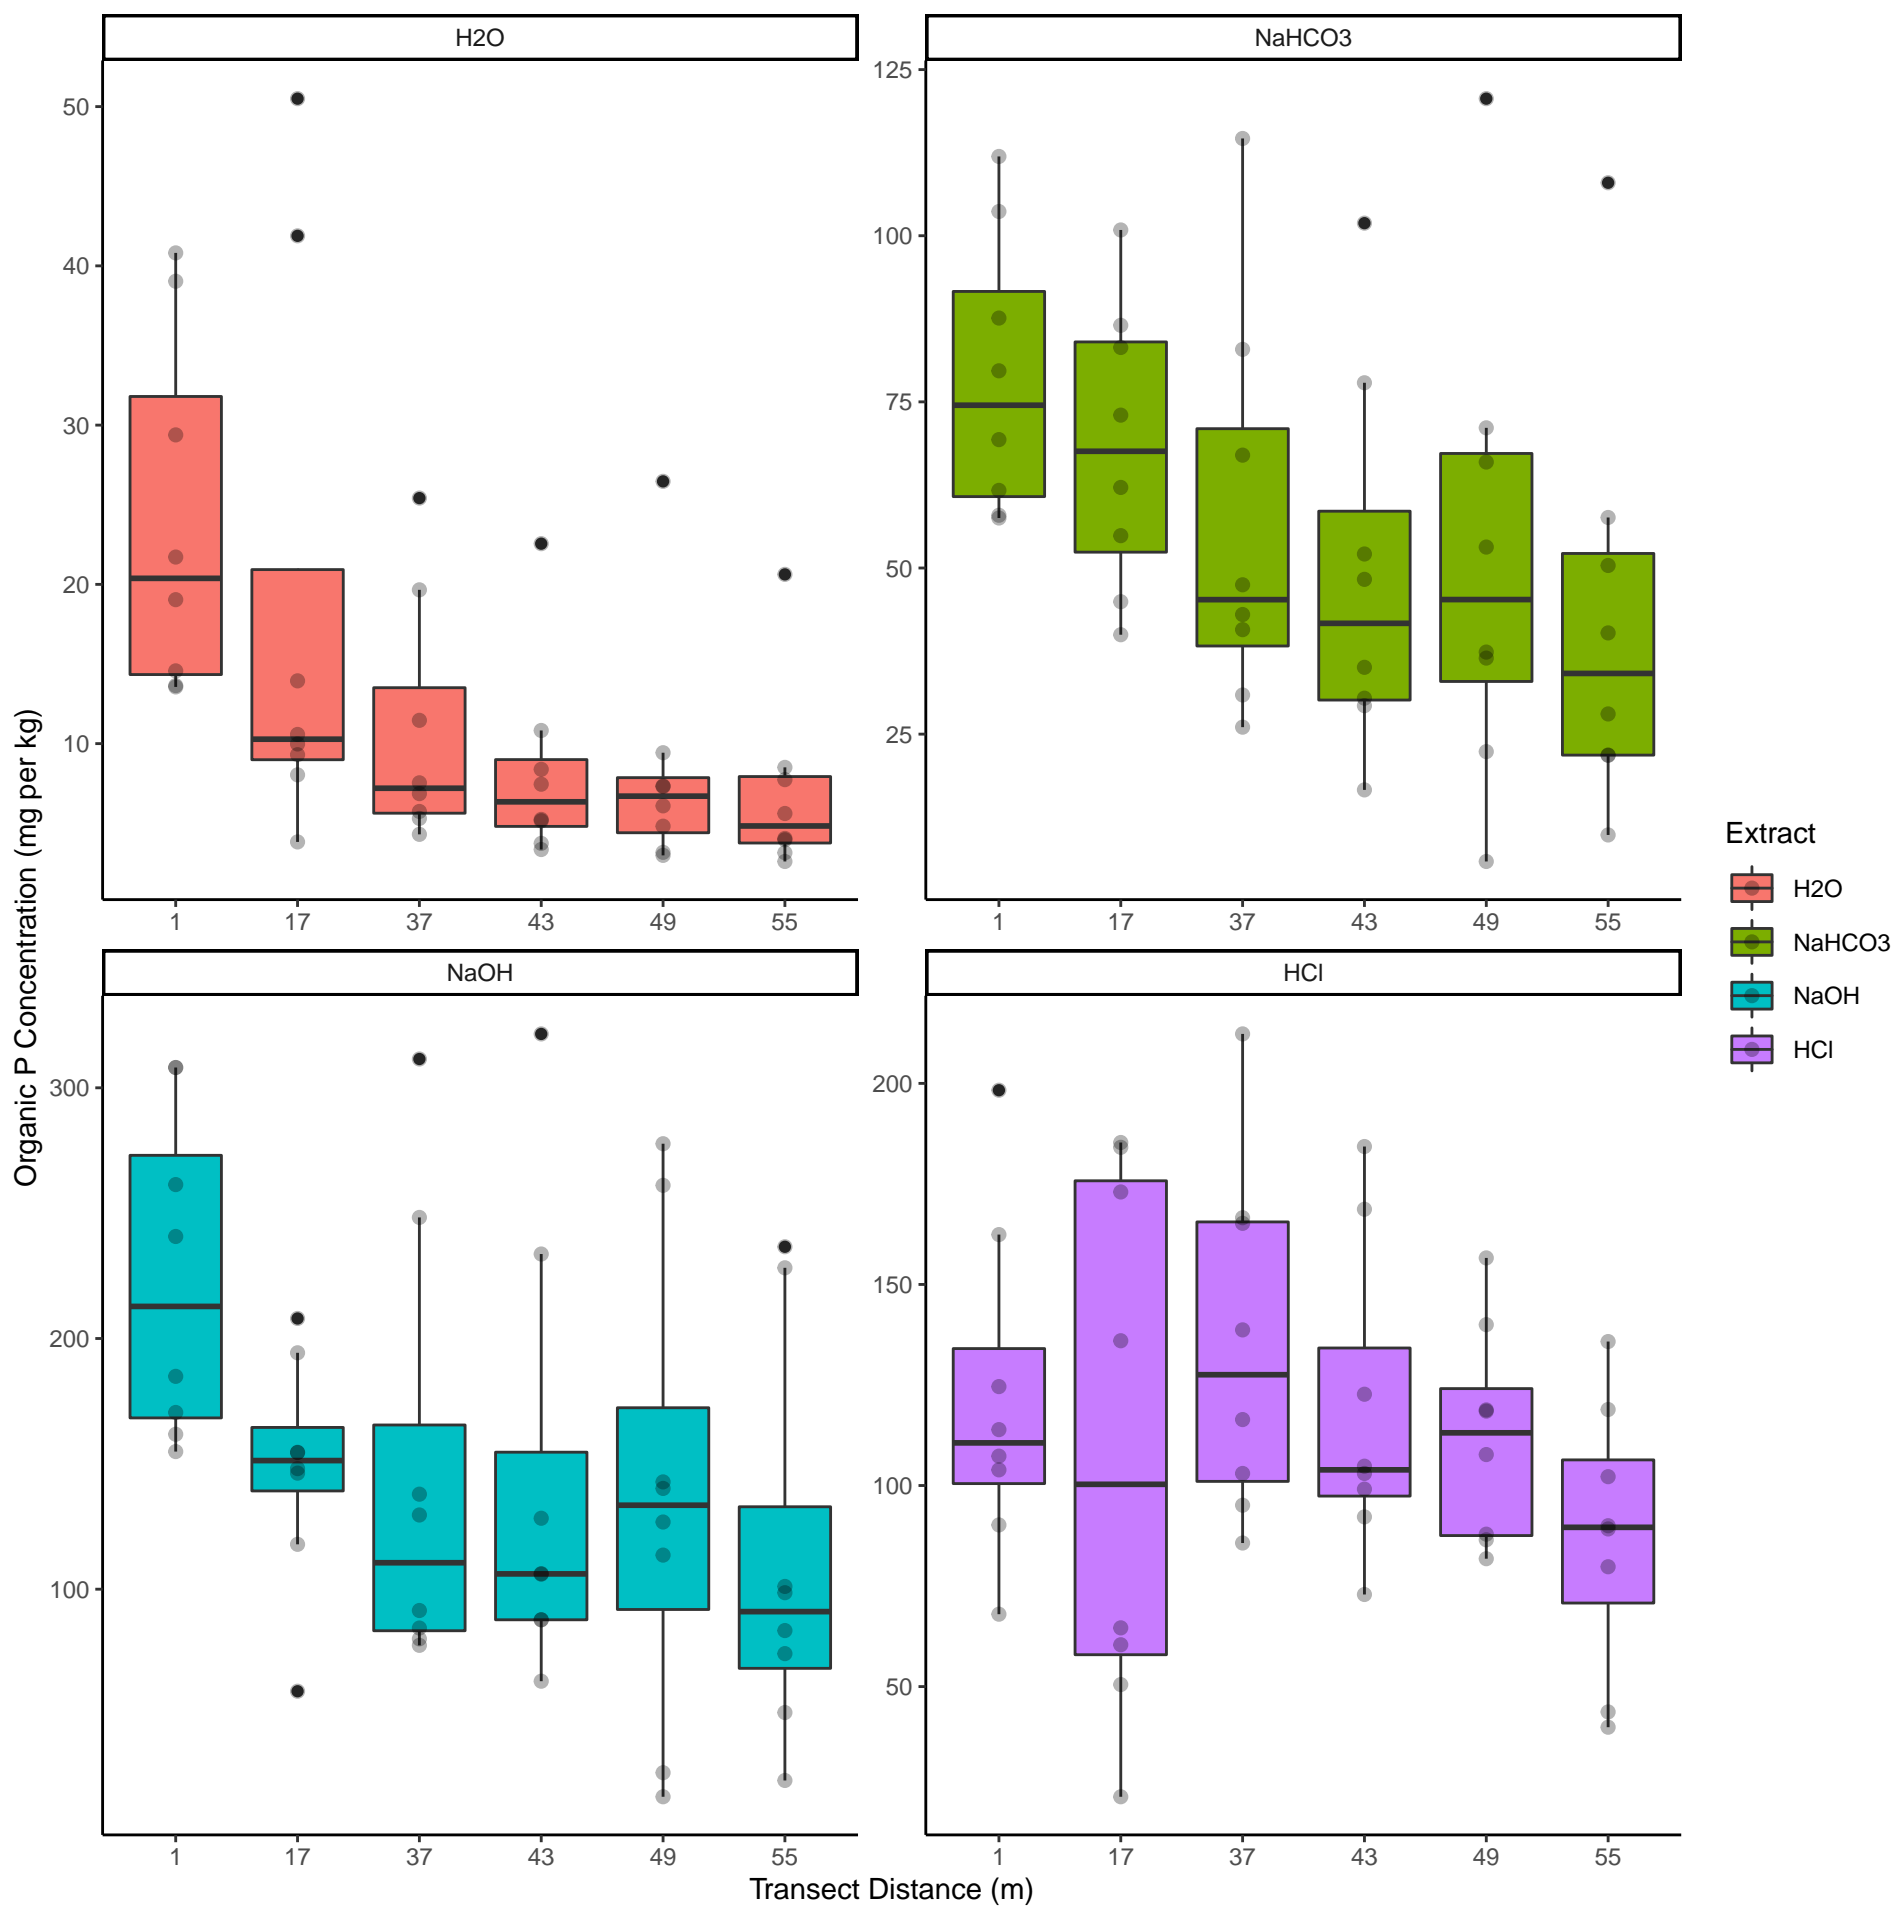 H2O
NaHCO3
50
40
30
20
10
125
100
75
50
25
1 17 37 43 49 55
1 17 37 43 49 55
NaOH
HCl
300
200
100
200
150
100
50
1 17 37 43 49 55
1 17 37 43 49 55
Organic P Concentration (mg per kg)
Transect Distance (m)
Extract
H2O
NaHCO3
NaOH
HCl